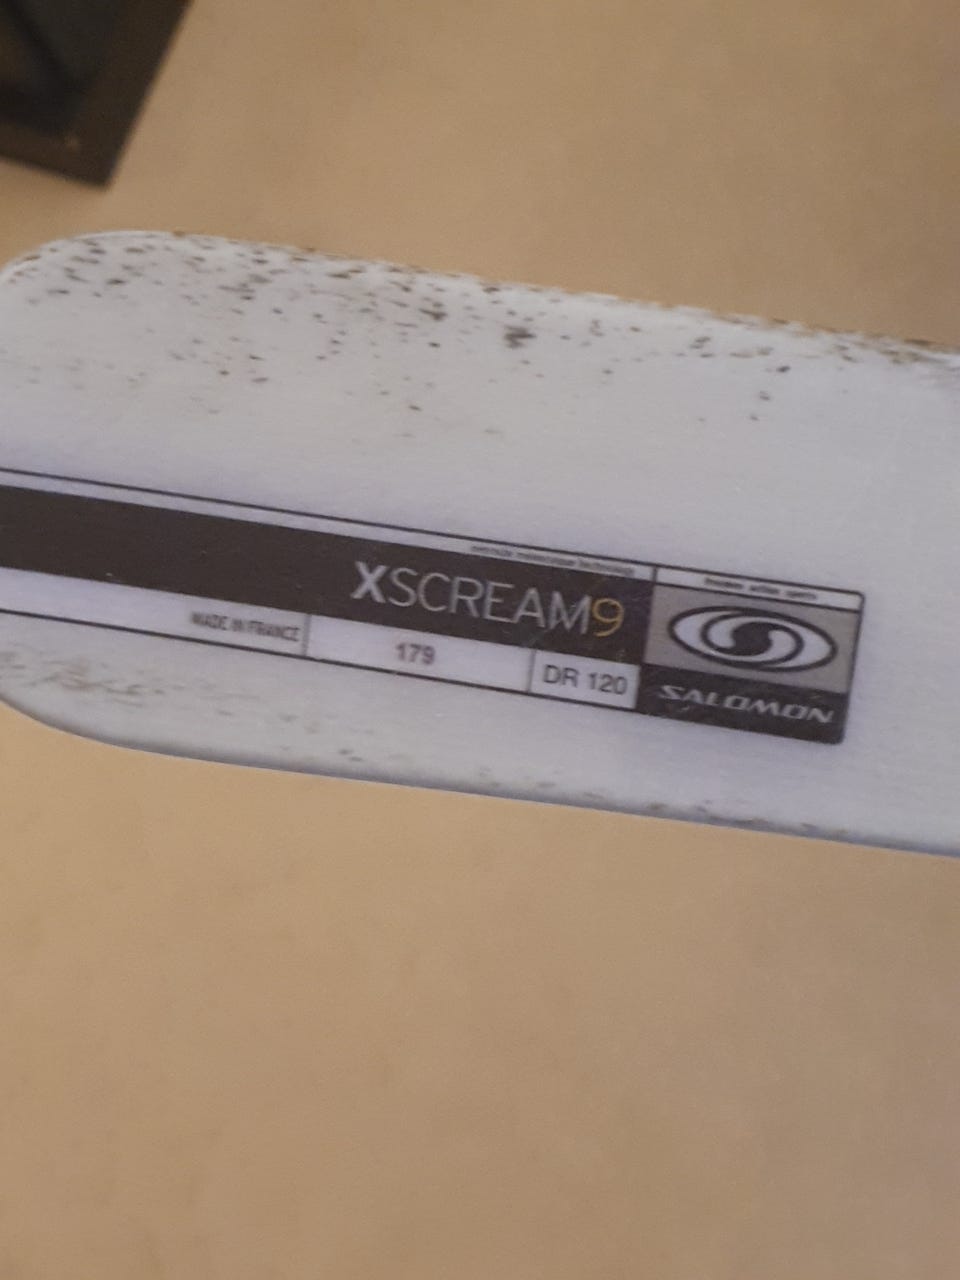 XSCREAM9
MADE IN FRANCE
179
DR 120
SALOMON